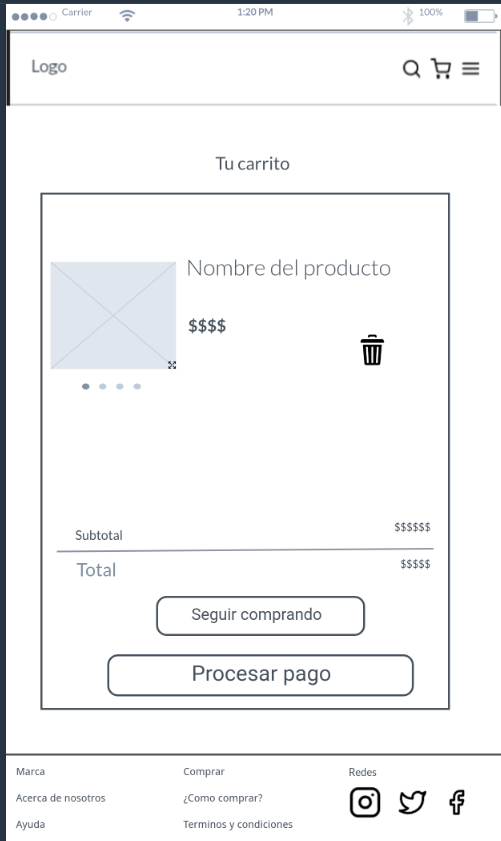 Carrier 1:20 PM 100%
Logo
Tu carrito
Nombre del producto
$$$$
Subtotal $$$$$$
Total $$$$$
Seguir comprando
Procesar pago
Marca Comprar Redes
Acerca de nosotros ¿Como comprar?
Ayuda Terminos y condiciones